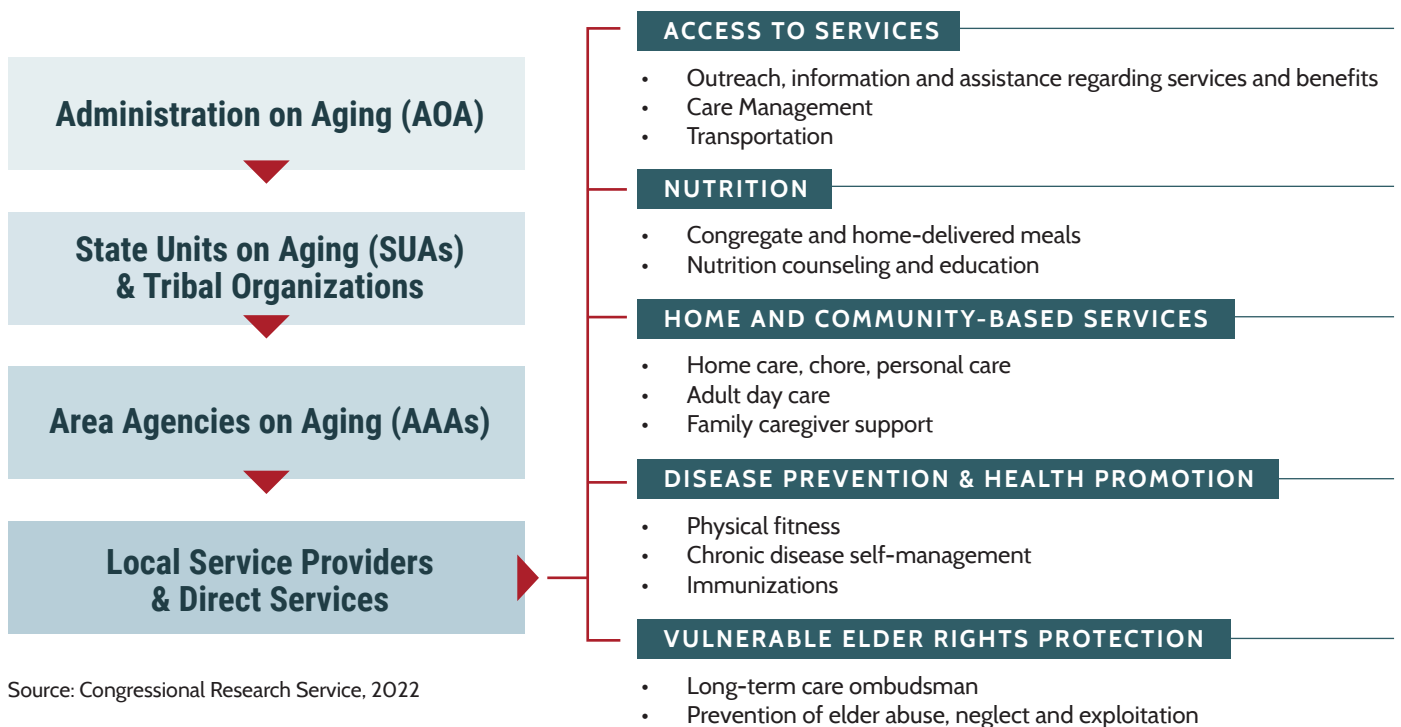 Administration on Aging (AOA)
State Units on Aging (SUAs)
& Tribal Organizations
Area Agencies on Aging (AAAs)
Local Service Providers
& Direct Services
Source: Congressional Research Service, 2022
ACCESS TO SERVICES
• Outreach, information and assistance regarding services and benefits
• Care Management
• Transportation
NUTRITION
• Congregate and home-delivered meals
• Nutrition counseling and education
HOME AND COMMUNITY-BASED SERVICES
• Home care, chore, personal care
• Adult day care
• Family caregiver support
DISEASE PREVENTION & HEALTH PROMOTION
• Physical fitness
• Chronic disease self-management
• Immunizations
VULNERABLE ELDER RIGHTS PROTECTION
• Long-term care ombudsman
• Prevention of elder abuse, neglect and exploitation